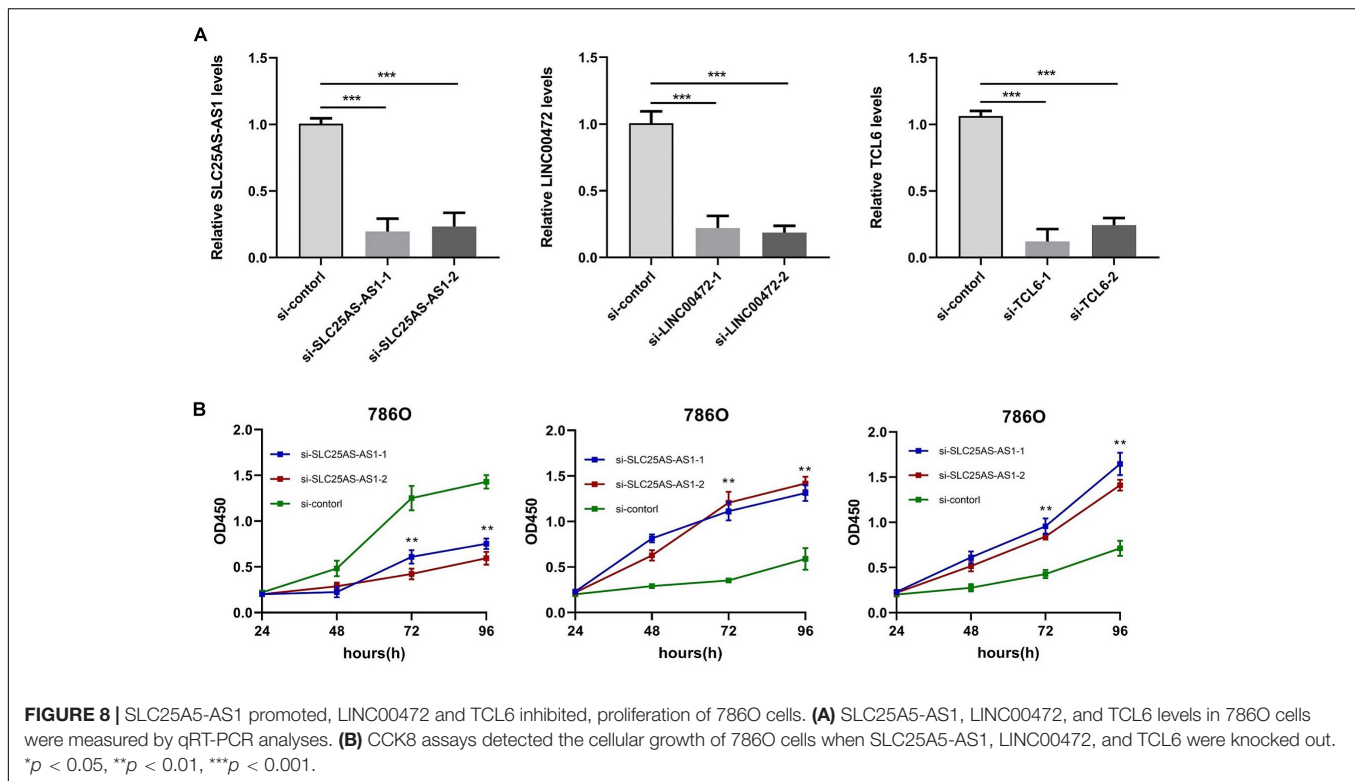 A
Relative SLC25AS-AS1 levels
1.5
1.0
0.5
0.0
***
***
si-contorl
si-SLC25AS-AS1-1
si-SLC25AS-AS1-2
Relative LINC00472 levels
1.5
1.0
0.5
0.0
***
***
si-contorl
si-LINC00472-1
si-LINC00472-2
Relative TCL6 levels
1.5
1.0
0.5
0.0
***
***
si-contorl
si-TCL6-1
si-TCL6-2
B
786O
OD450
2.0
1.5
1.0
0.5
0.0
si-SLC25AS-AS1-1
si-SLC25AS-AS1-2
si-contorl
**
**
24 48 72 96
hours(h)
786O
OD450
2.0
1.5
1.0
0.5
0.0
si-SLC25AS-AS1-1
si-SLC25AS-AS1-2
si-contorl
**
**
24 48 72 96
hours(h)
786O
OD450
2.0
1.5
1.0
0.5
0.0
si-SLC25AS-AS1-1
si-SLC25AS-AS1-2
si-contorl
**
**
24 48 72 96
hours(h)
FIGURE 8 | SLC25A5-AS1 promoted, LINC00472 and TCL6 inhibited, proliferation of 786O cells. (A) SLC25A5-AS1, LINC00472, and TCL6 levels in 786O cells
were measured by qRT-PCR analyses. (B) CCK8 assays detected the cellular growth of 786O cells when SLC25A5-AS1, LINC00472, and TCL6 were knocked out.
*p < 0.05, **p < 0.01, ***p < 0.001.